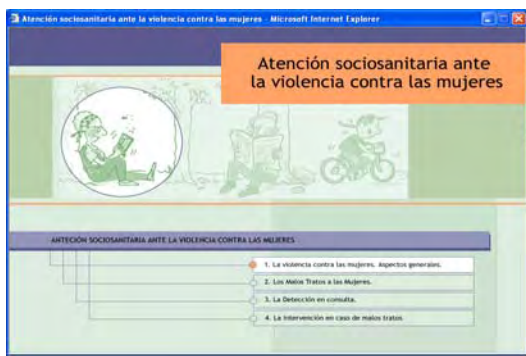 Atención sociosanitaria ante la violencia contra las mujeres - Microsoft Internet Explorer
Atención sociosanitaria ante
la violencia contra las mujeres
ANTECIÓN SOCIOSANITARIA ANTE LA VIOLENCIA CONTRA LAS MUJERES
1. La violencia contra las mujeres. Aspectos generales.
2. Los Malos Tratos a las Mujeres.
3. La Detección en consulta.
4. La Intervención en caso de malos tratos